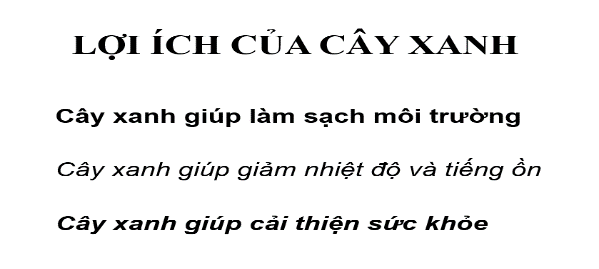 LỢI ÍCH CỦA CÂY XANH
Cây xanh giúp làm sạch môi trường
Cây xanh giúp giảm nhiệt độ và tiếng ồn
Cây xanh giúp cải thiện sức khỏe